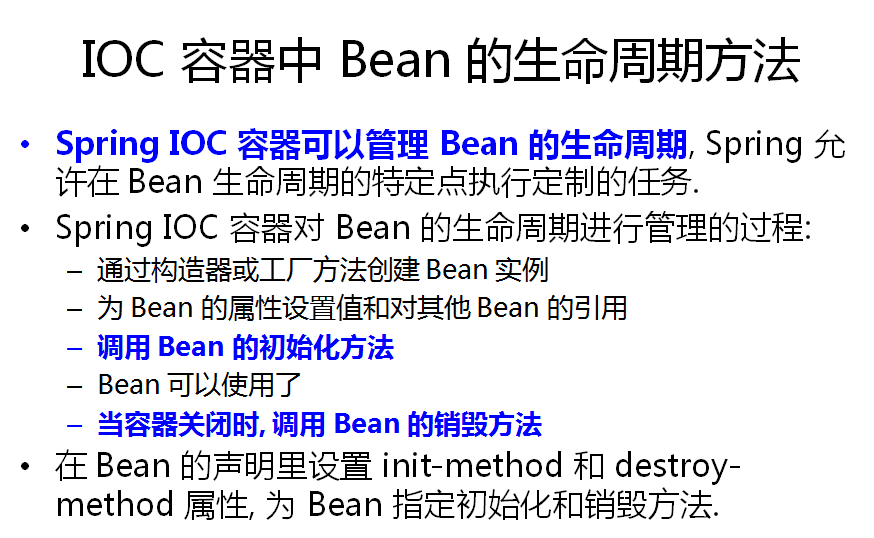 IOC 容器中 Bean 的生命周期方法
• Spring IOC 容器可以管理 Bean 的生命周期, Spring 允
许在 Bean 生命周期的特定点执行定制的任务.
• Spring IOC 容器对 Bean 的生命周期进行管理的过程:
– 通过构造器或工厂方法创建 Bean 实例
– 为 Bean 的属性设置值和对其他 Bean 的引用
– 调用 Bean 的初始化方法
– Bean 可以使用了
– 当容器关闭时, 调用 Bean 的销毁方法
• 在 Bean 的声明里设置 init-method 和 destroy-
method 属性, 为 Bean 指定初始化和销毁方法.